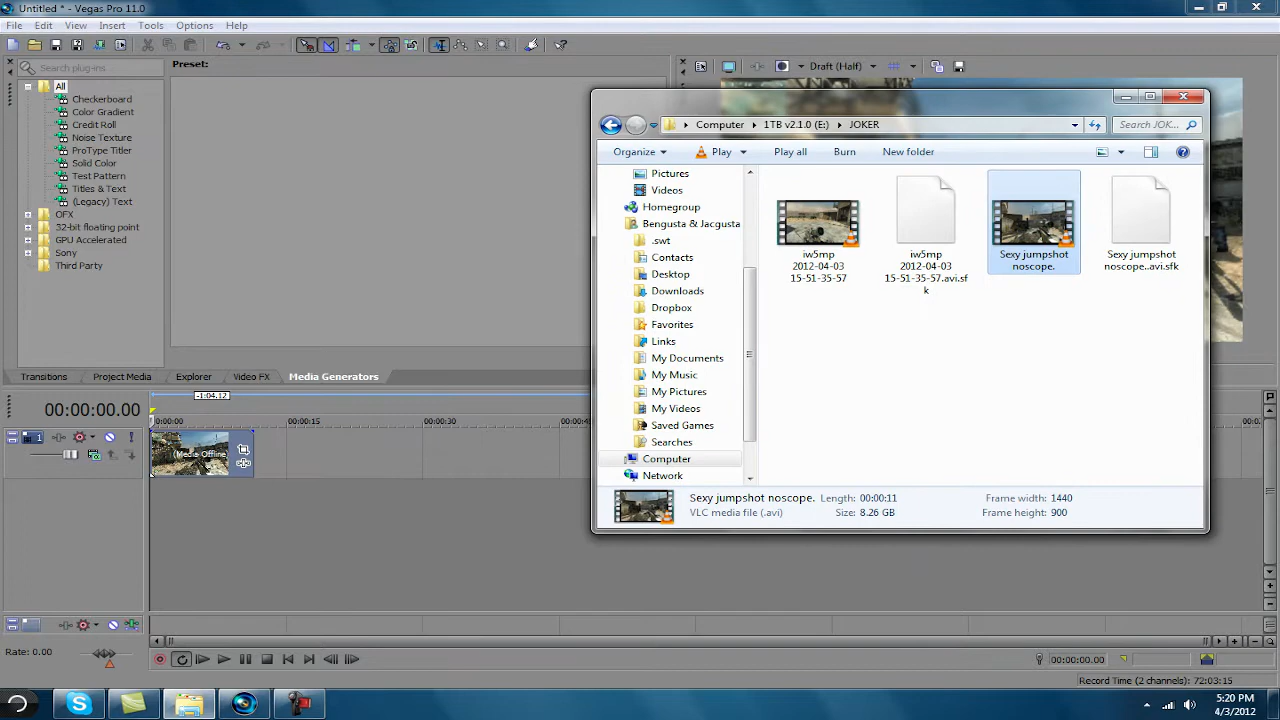 Untitled * - Vegas Pro 11.0
File Edit View Insert Tools Options Help
Search plug-ins
Preset:
Draft (Half)
All
Checkerboard
Color Gradient
Credit Roll
Noise Texture
ProType Titler
Solid Color
Test Pattern
Titles & Text
(Legacy) Text
OFX
32-bit floating point
GPU Accelerated
Sony
Third Party
Computer 1TB v2.1.0 (E:) JOKER
Search JOK...
Organize Play Play all Burn New folder
Pictures
Videos
Homegroup
Bengusta & Jacgusta
.swt
Contacts
Desktop
Downloads
Dropbox
Favorites
Links
My Documents
My Music
My Pictures
My Videos
Saved Games
Searches
Computer
Network
iw5mp
2012-04-03
15-51-35-57
iw5mp
2012-04-03
15-51-35-57.avi.sf
k
Sexy jumpshot
noscope.
Sexy jumpshot
noscope..avi.sfk
Sexy jumpshot noscope. Length: 00:00:11 Frame width: 1440
VLC media file (.avi) Size: 8.26 GB Frame height: 900
Transitions Project Media Explorer Video FX Media Generators
-1:04.12
00:00:00.00
0:00:00 00:00:15 00:00:30 00:00:45
1
Media Offline
Rate: 0.00
00:00:00.00
Record Time (2 channels): 72:03:15
5:20 PM
4/3/2012